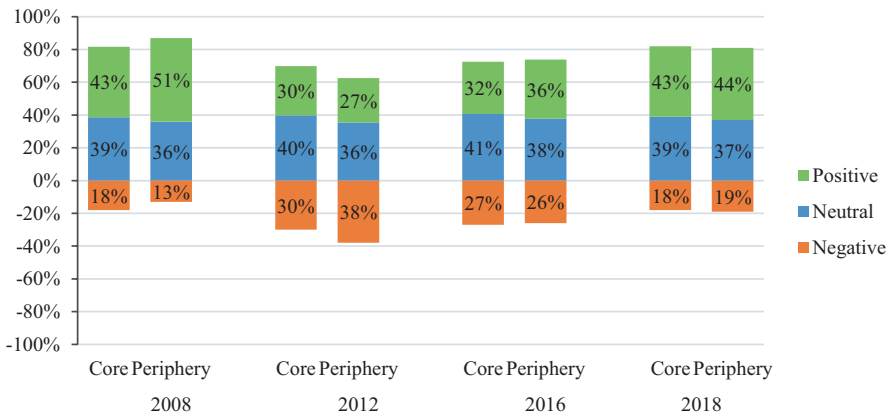 100%
80%
60%
40%
20%
0%
-20%
-40%
-60%
-80%
-100%
43% 51% 30% 27% 32% 36% 43% 44%
39% 36% 40% 36% 41% 38% 39% 37%
18% 13% 30% 38% 27% 26% 18% 19%
Positive
Neutral
Negative
Core Periphery Core Periphery Core Periphery Core Periphery
2008 2012 2016 2018